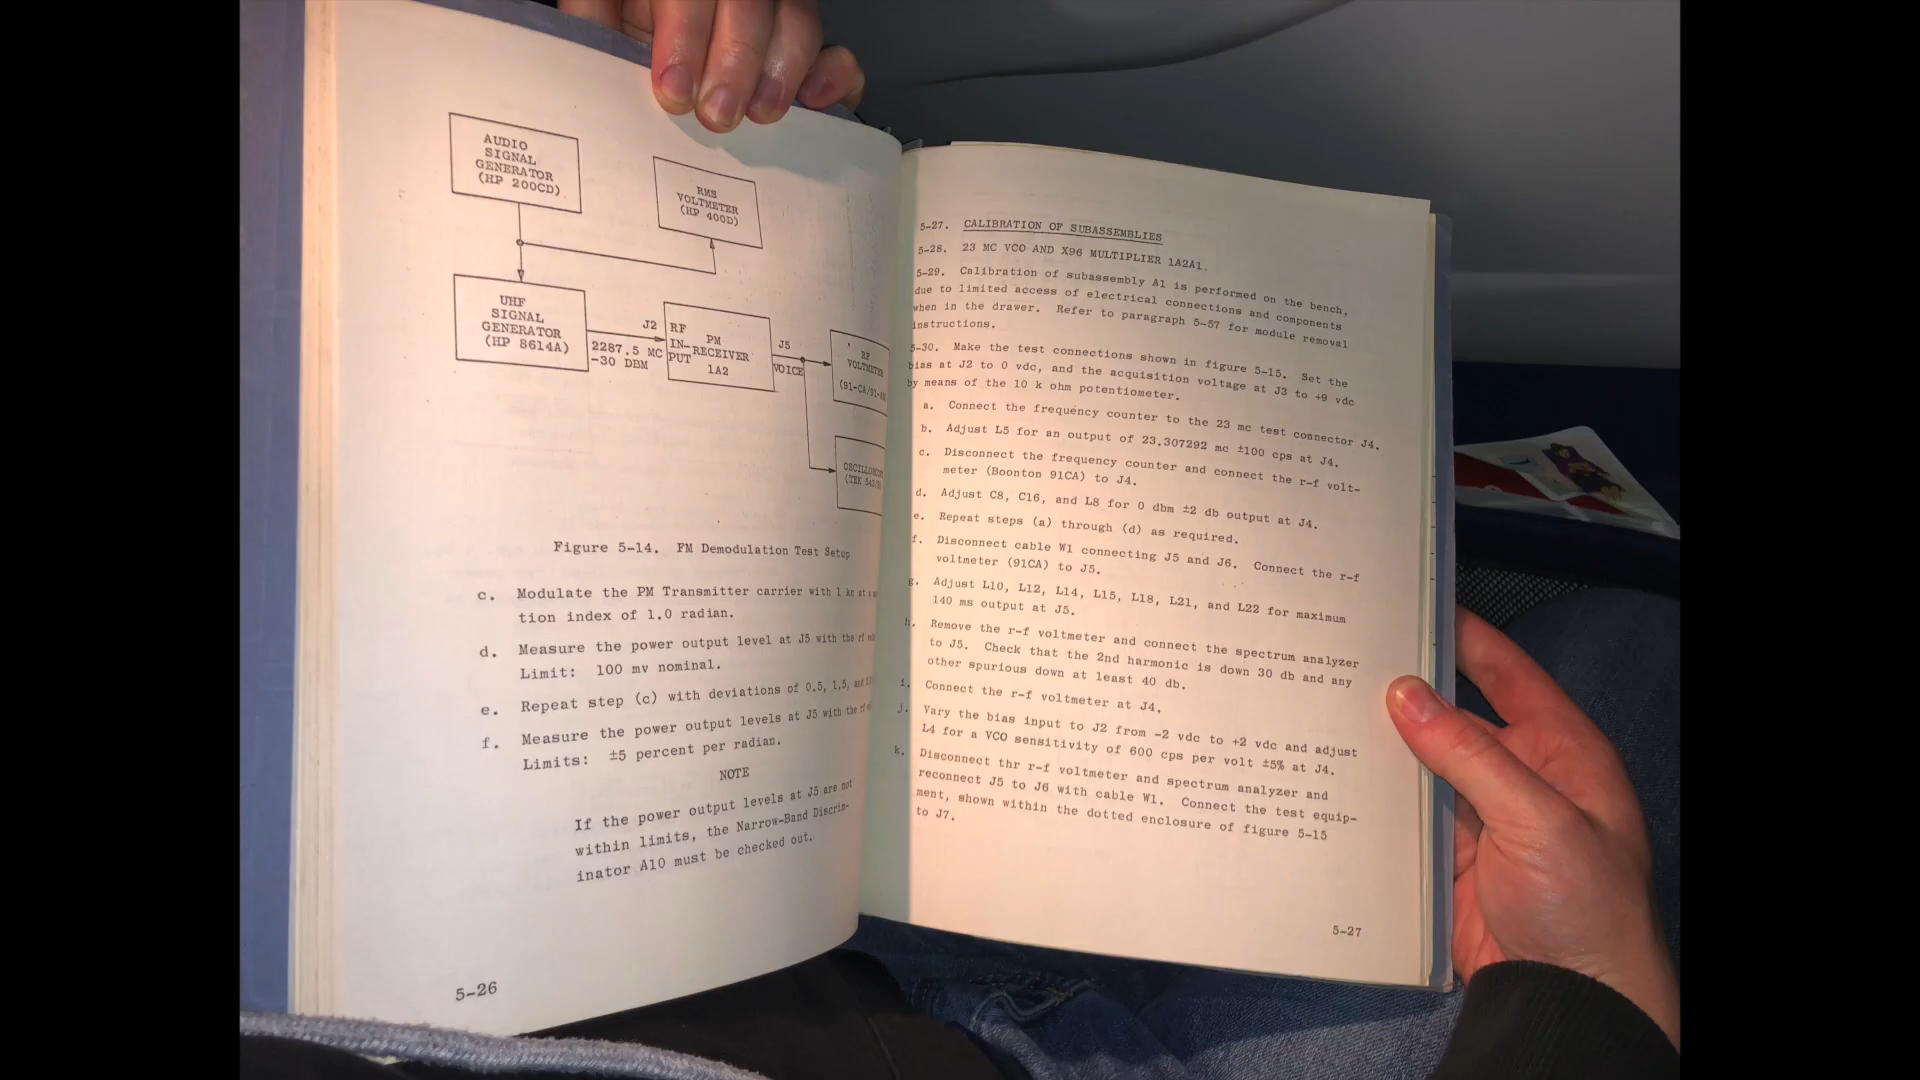 AUDIO
SIGNAL
GENERATOR
(HP 200CD)
RMS
VOLTMETER
(HP 400D)
UHF
SIGNAL
GENERATOR
(HP 8614A)
J2
2287.5 MC
-30 DBM
RF
IN-
PUT
PM
RECEIVER
1A2
J5
VOICE
RF
VOLTMETER
(91-CA/91-
OSCILLOSCOP
(TEK
Figure 5-14. FM Demodulation Test Setup
c. Modulate the PM Transmitter carrier with 1 kc at
tion index of 1.0 radian.
d. Measure the power output level at J5 with the rf
Limit: 100 mv nominal.
e. Repeat step (c) with deviations of 0.5, 1.5, and
f. Measure the power output levels at J5 with the rf
Limits: ±5 percent per radian.
NOTE
If the power output levels at J5 are not
within limits, the Narrow-Band Discrim-
inator A10 must be checked out.
5-26
5-27. CALIBRATION OF SUBASSEMBLIES
5-28. 23 MC VCO AND X96 MULTIPLIER 1A2A1.
5-29. Calibration of subassembly A1 is performed on the bench,
due to limited access of electrical connections and components
when in the drawer. Refer to paragraph 5-57 for module removal
instructions.
5-30. Make the test connections shown in figure 5-15. Set the
bias at J2 to 0 vdc, and the acquisition voltage at J3 to +9 vdc
by means of the 10 k ohm potentiometer.
a. Connect the frequency counter to the 23 mc test connector J4.
b. Adjust L5 for an output of 23.307292 mc ±100 cps at J4.
c. Disconnect the frequency counter and connect the r-f volt-
meter (Boonton 91CA) to J4.
d. Adjust C8, C16, and L8 for 0 dbm ±2 db output at J4.
e. Repeat steps (a) through (d) as required.
f. Disconnect cable W1 connecting J5 and J6. Connect the r-f
voltmeter (91CA) to J5.
g. Adjust L10, L12, L14, L15, L18, L21, and L22 for maximum
140 ms output at J5.
h. Remove the r-f voltmeter and connect the spectrum analyzer
to J5. Check that the 2nd harmonic is down 30 db and any
other spurious down at least 40 db.
i. Connect the r-f voltmeter at J4.
j. Vary the bias input to J2 from -2 vdc to +2 vdc and adjust
L4 for a VCO sensitivity of 600 cps per volt ±5% at J4.
k. Disconnect thr r-f voltmeter and spectrum analyzer and
reconnect J5 to J6 with cable W1. Connect the test equip-
ment, shown within the dotted enclosure of figure 5-15
to J7.
5-27